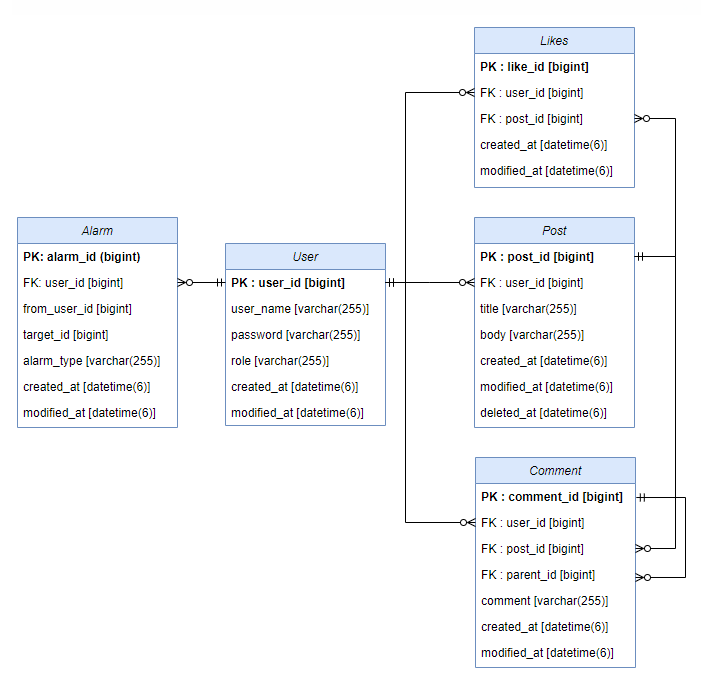 Likes
PK : like_id [bigint]
FK : user_id [bigint]
FK : post_id [bigint]
created_at [datetime(6)]
modified_at [datetime(6)]
Alarm
PK: alarm_id (bigint)
FK: user_id [bigint]
from_user_id [bigint]
target_id [bigint]
alarm_type [varchar(255)]
created_at [datetime(6)]
modified_at [datetime(6)]
User
PK : user_id [bigint]
user_name [varchar(255)]
password [varchar(255)]
role [varchar(255)]
created_at [datetime(6)]
modified_at [datetime(6)]
Post
PK : post_id [bigint]
FK : user_id [bigint]
title [varchar(255)]
body [varchar(255)]
created_at [datetime(6)]
modified_at [datetime(6)]
deleted_at [datetime(6)]
Comment
PK : comment_id [bigint]
FK : user_id [bigint]
FK : post_id [bigint]
FK : parent_id [bigint]
comment [varchar(255)]
created_at [datetime(6)]
modified_at [datetime(6)]